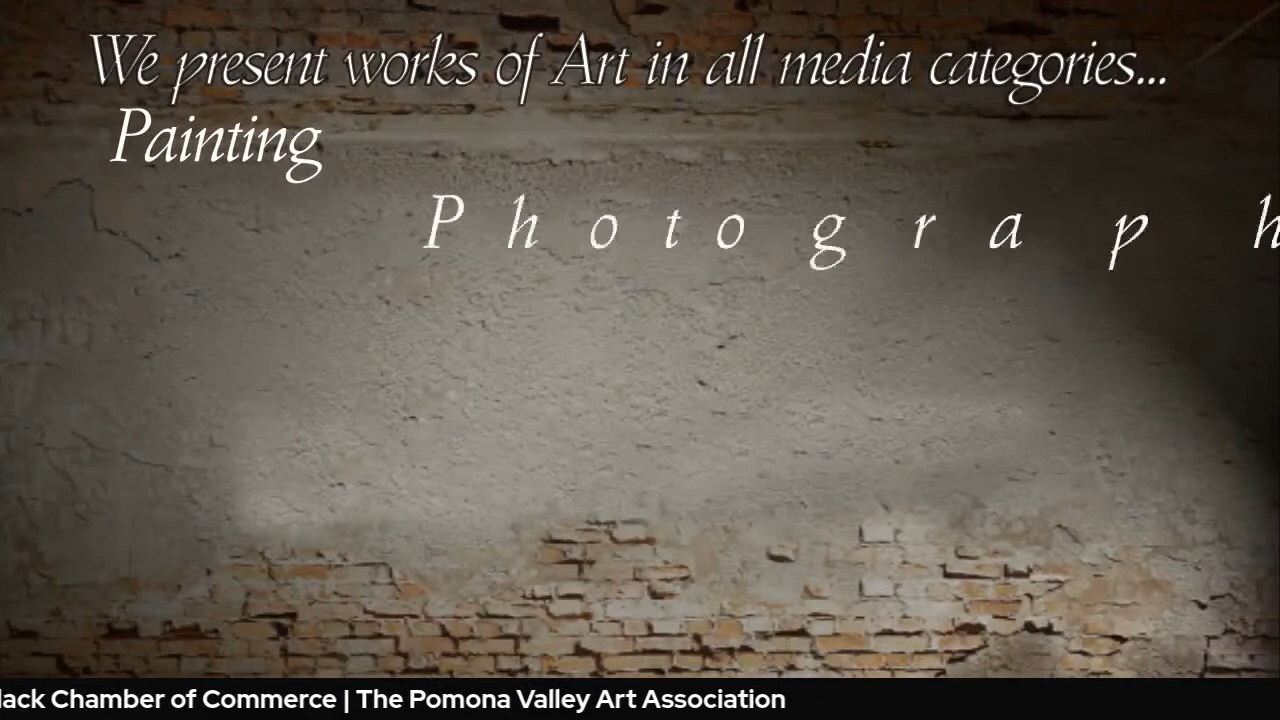 We present works of Art in all media categories...
Painting
Photograph
lack Chamber of Commerce | The Pomona Valley Art Association